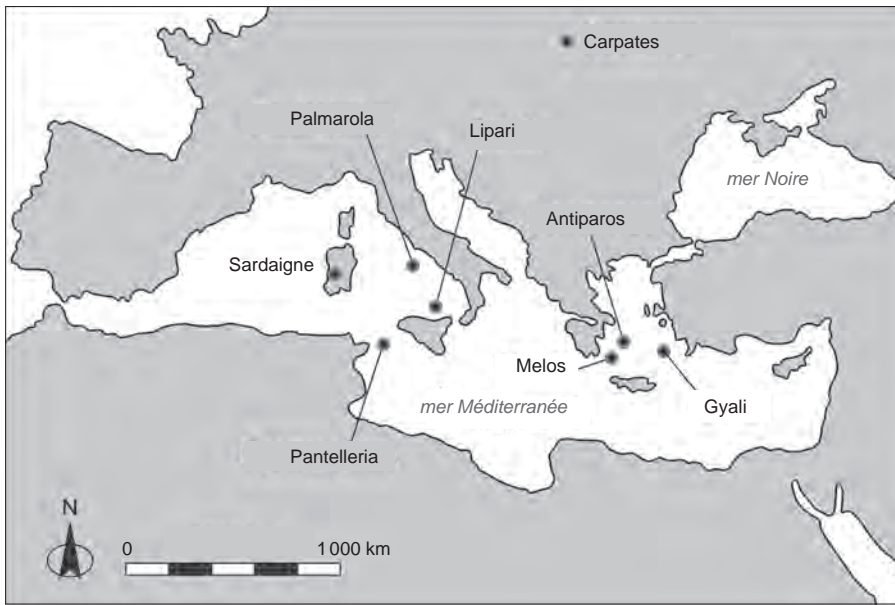 Carpates
Palmarola
Lipari
mer Noire
Antiparos
Sardaigne
Melos
mer Méditerranée
Gyali
Pantelleria
N
0
1 000 km